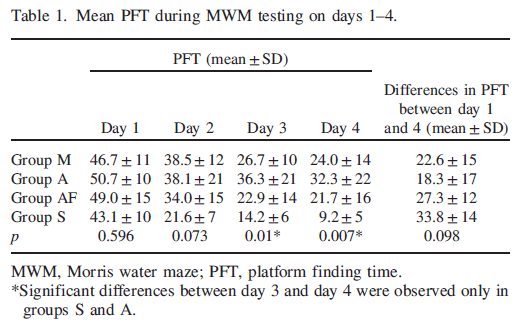 Table 1. Mean PFT during MWM testing on days 1–4.
PFT (mean ± SD)
Differences in PFT
between day 1
Day 1 Day 2 Day 3 Day 4 and 4 (mean ± SD)
Group M 46.7 ± 11 38.5 ± 12 26.7 ± 10 24.0 ± 14 22.6 ± 15
Group A 50.7 ± 10 38.1 ± 21 36.3 ± 21 32.3 ± 22 18.3 ± 17
Group AF 49.0 ± 15 34.0 ± 15 22.9 ± 14 21.7 ± 16 27.3 ± 12
Group S 43.1 ± 10 21.6 ± 7 14.2 ± 6 9.2 ± 5 33.8 ± 14
p 0.596 0.073 0.01* 0.007* 0.098
MWM, Morris water maze; PFT, platform finding time.
*Significant differences between day 3 and day 4 were observed only in
groups S and A.